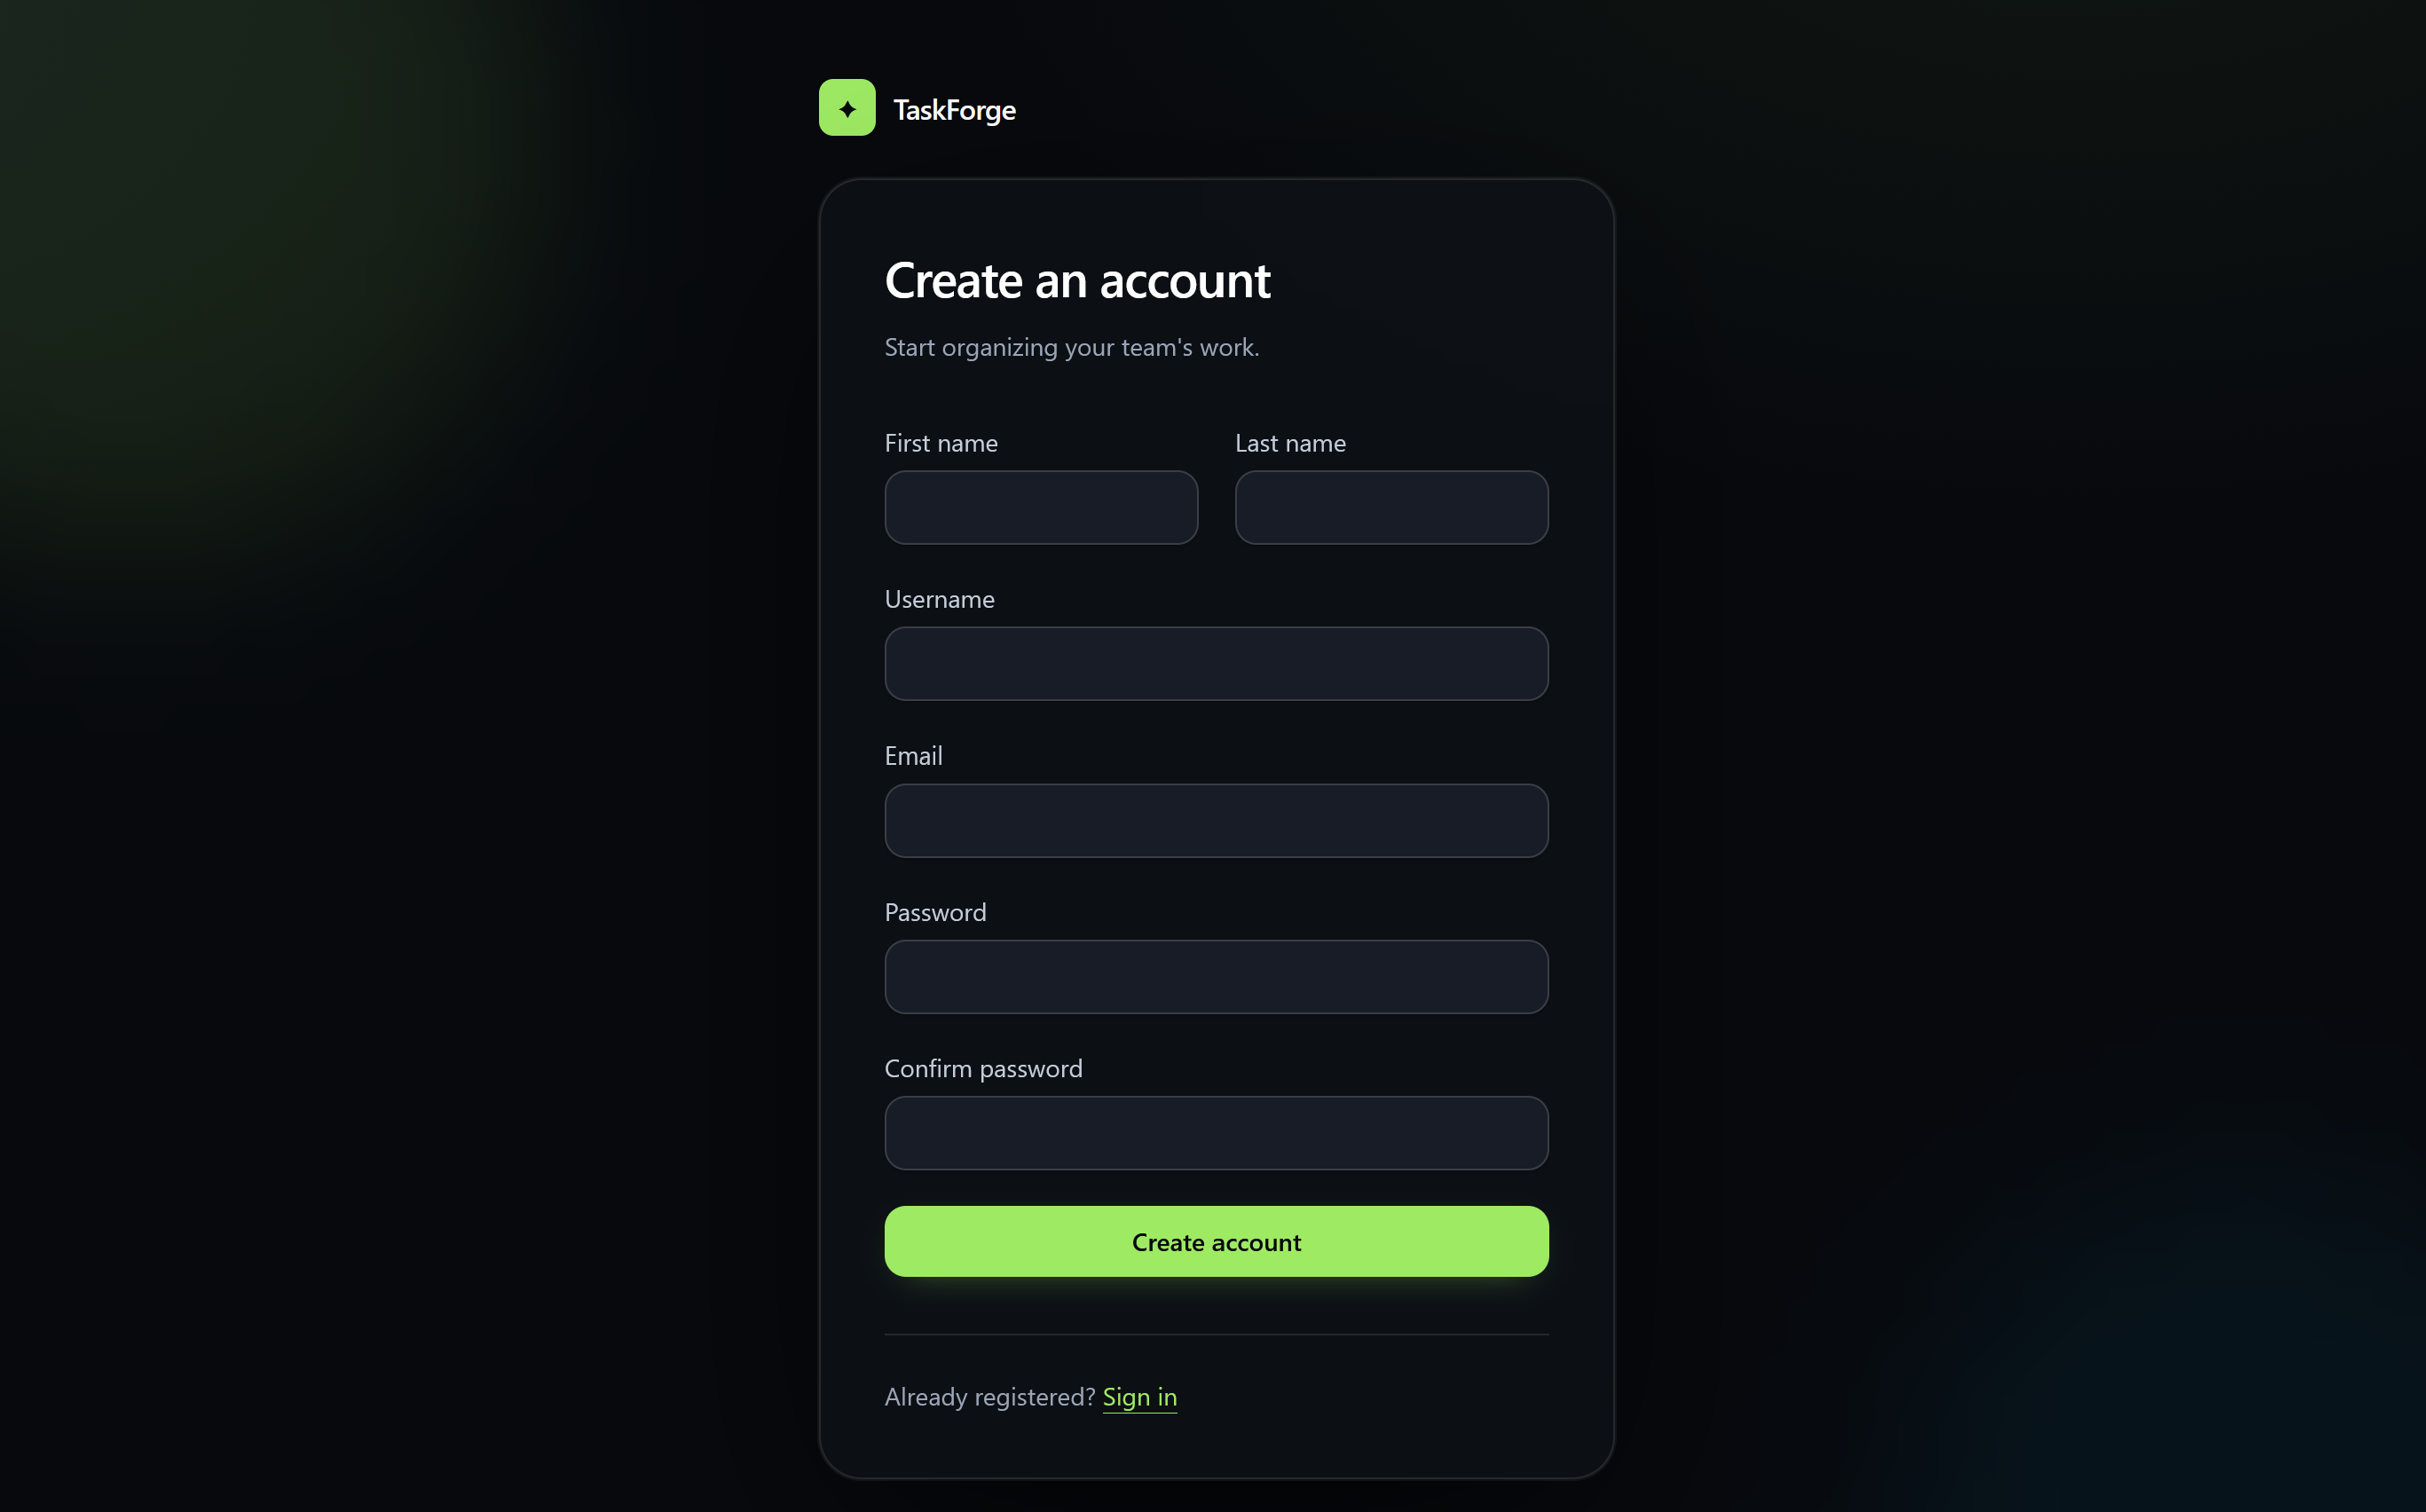 TaskForge
Create an account
Start organizing your team's work.
First name
Last name
Username
Email
Password
Confirm password
Create account
Already registered? Sign in